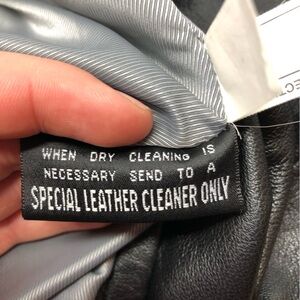 WHEN DRY CLEANING IS
NECESSARY SEND TO A
SPECIAL LEATHER CLEANER ONLY